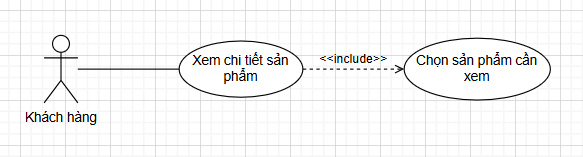 Xem chi tiết sản
phẩm
<<include>>
Chọn sản phẩm cần
xem
Khách hàng